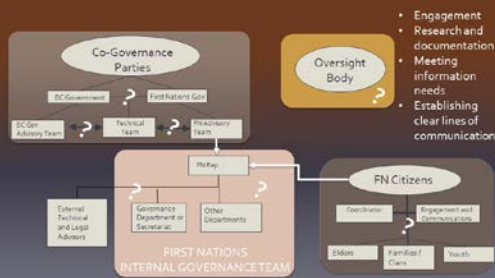 Co-Governance
Parties
BC Government
First Nations Gov
?
BC Gov
Advisory Team
?
Technical
Team
?
FN Advisory
Team
Oversight
Body
?
• Engagement
• Research and
documentation
• Meeting
information
needs
• Establishing
clear lines of
communication
FN Rep
?
?
External
Technical
and Legal
Advisors
Governance
Department or
Secretariat
Other
Departments
FIRST NATIONS
INTERNAL GOVERNANCE TEAM
FN Citizens
Coordinator
Engagement and
Communications
?
Elders
Families /
Clans
Youth